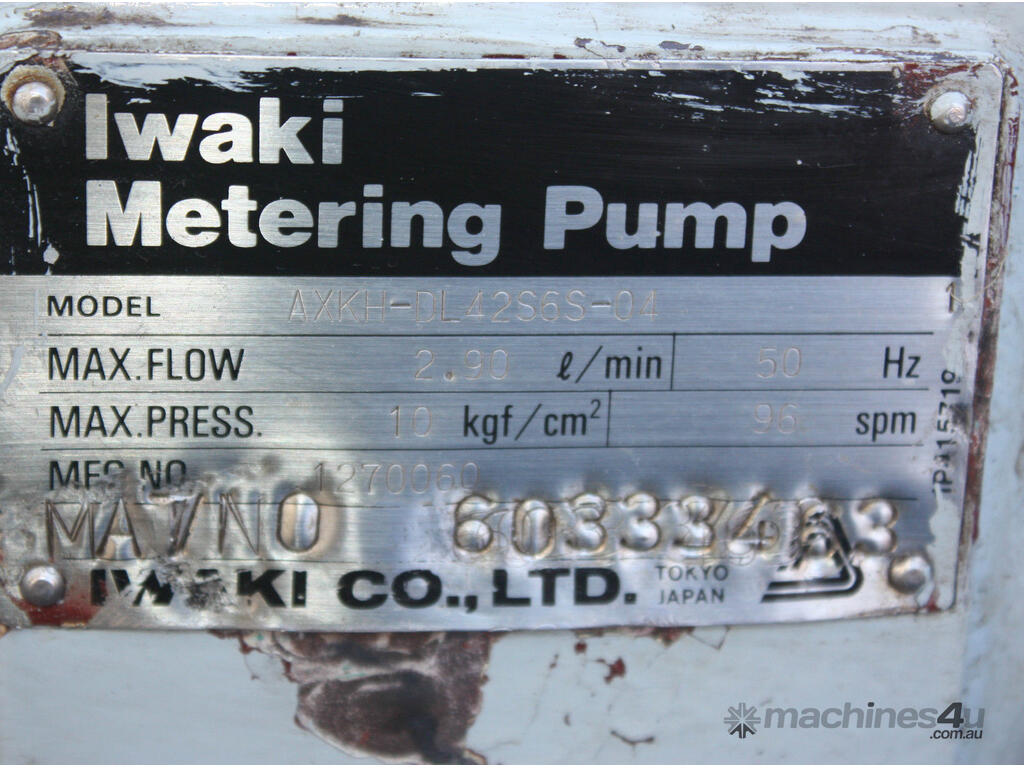 Iwaki
Metering Pump
MODEL AXKH-DL42S6S-04
MAX.FLOW 2.90 ℓ/min 50 Hz
MAX.PRESS. 10 kgf/cm² 96 spm
MFG NO. 1270060
IWAKI CO., LTD. TOKYO JAPAN
machines4u
.com.au